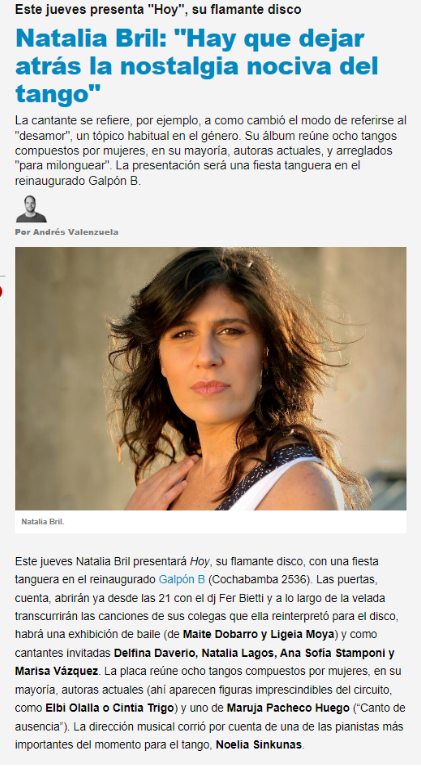 Este jueves presenta "Hoy", su flamante disco
Natalia Bril: "Hay que dejar
atrás la nostalgia nociva del
tango"
La cantante se refiere, por ejemplo, a como cambió el modo de referirse al
"desamor", un tópico habitual en el género. Su álbum reúne ocho tangos
compuestos por mujeres, en su mayoría, autoras actuales, y arreglados
"para milonguear". La presentación será una fiesta tanguera en el
reinaugurado Galpón B.
Por Andrés Valenzuela
Natalia Bril.
Este jueves Natalia Bril presentará Hoy, su flamante disco, con una fiesta
tanguera en el reinaugurado Galpón B (Cochabamba 2536). Las puertas,
cuenta, abrirán ya desde las 21 con el dj Fer Bietti y a lo largo de la velada
transcurrirán las canciones de sus colegas que ella reinterpretó para el disco,
habrá una exhibición de baile (de Maite Dobarro y Ligeia Moya) y como
cantantes invitadas Delfina Daverio, Natalia Lagos, Ana Sofía Stamponi y
Marisa Vázquez. La placa reúne ocho tangos compuestos por mujeres, en su
mayoría, autoras actuales (ahí aparecen figuras imprescindibles del circuito,
como Elbi Olalla o Cintia Trigo) y uno de Maruja Pacheco Huego ("Canto de
ausencia"). La dirección musical corrió por cuenta de una de las pianistas más
importantes del momento para el tango, Noelia Sinkunas.